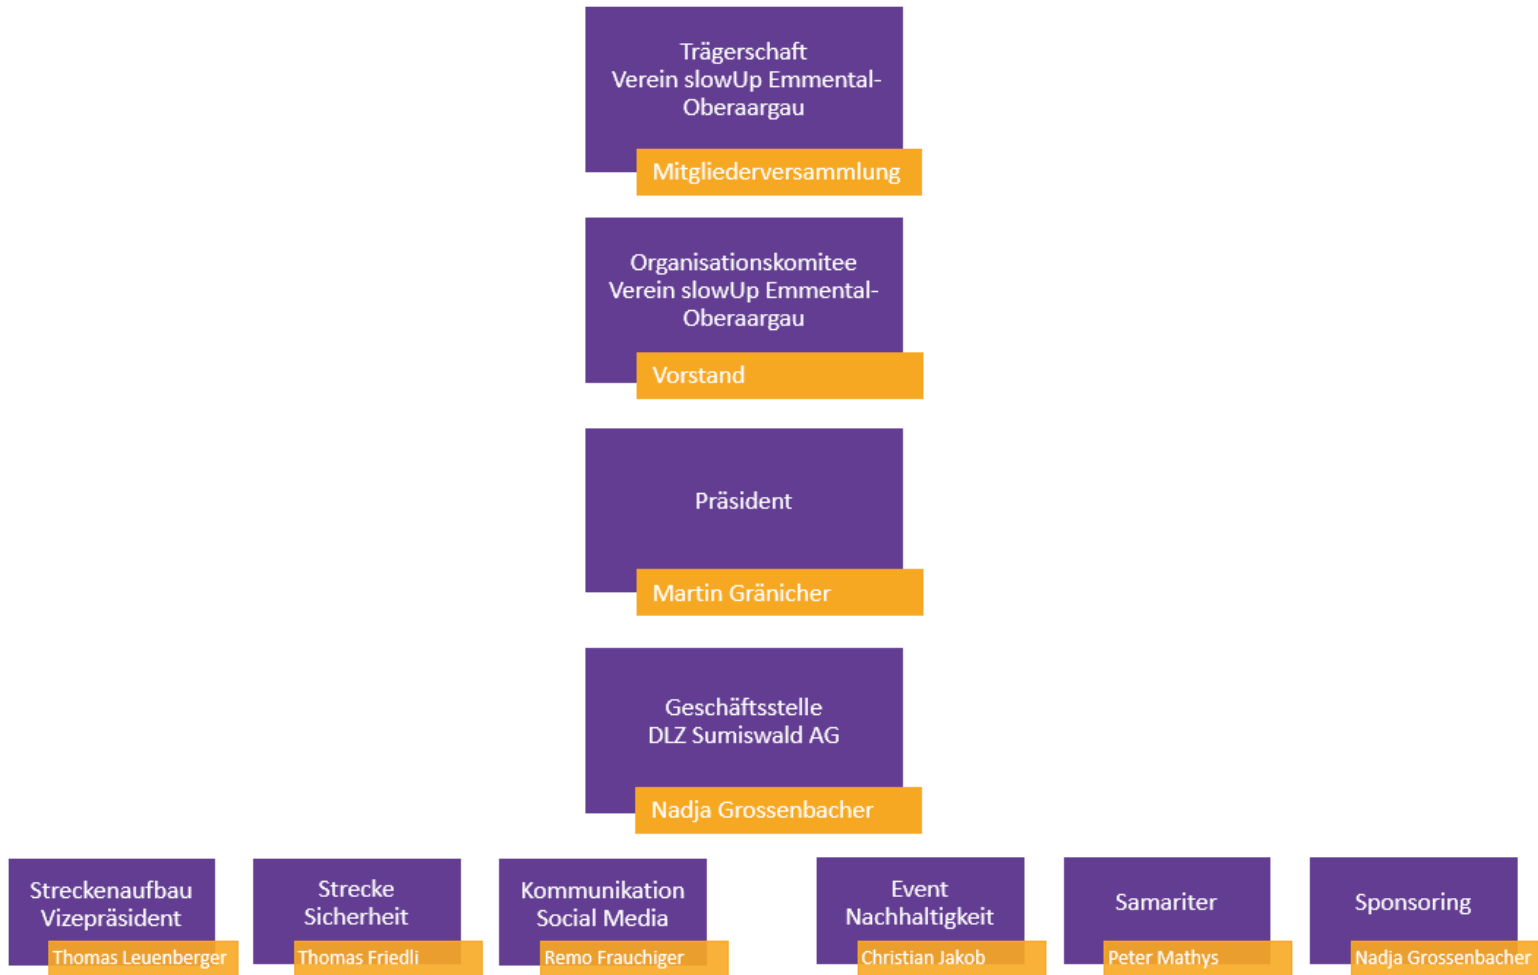 Trägerschaft
Verein slowUp Emmental-
Oberaargau
Mitgliederversammlung
Organisationskomitee
Verein slowUp Emmental-
Oberaargau
Vorstand
Präsident
Martin Gränicher
Geschäftsstelle
DLZ Sumiswald AG
Nadja Grossenbacher
Streckenaufbau
Vizepräsident
Thomas Leuenberger
Strecke
Sicherheit
Thomas Friedli
Kommunikation
Social Media
Remo Frauchiger
Event
Nachhaltigkeit
Christian Jakob
Samariter
Peter Mathys
Sponsoring
Nadja Grossenbacher